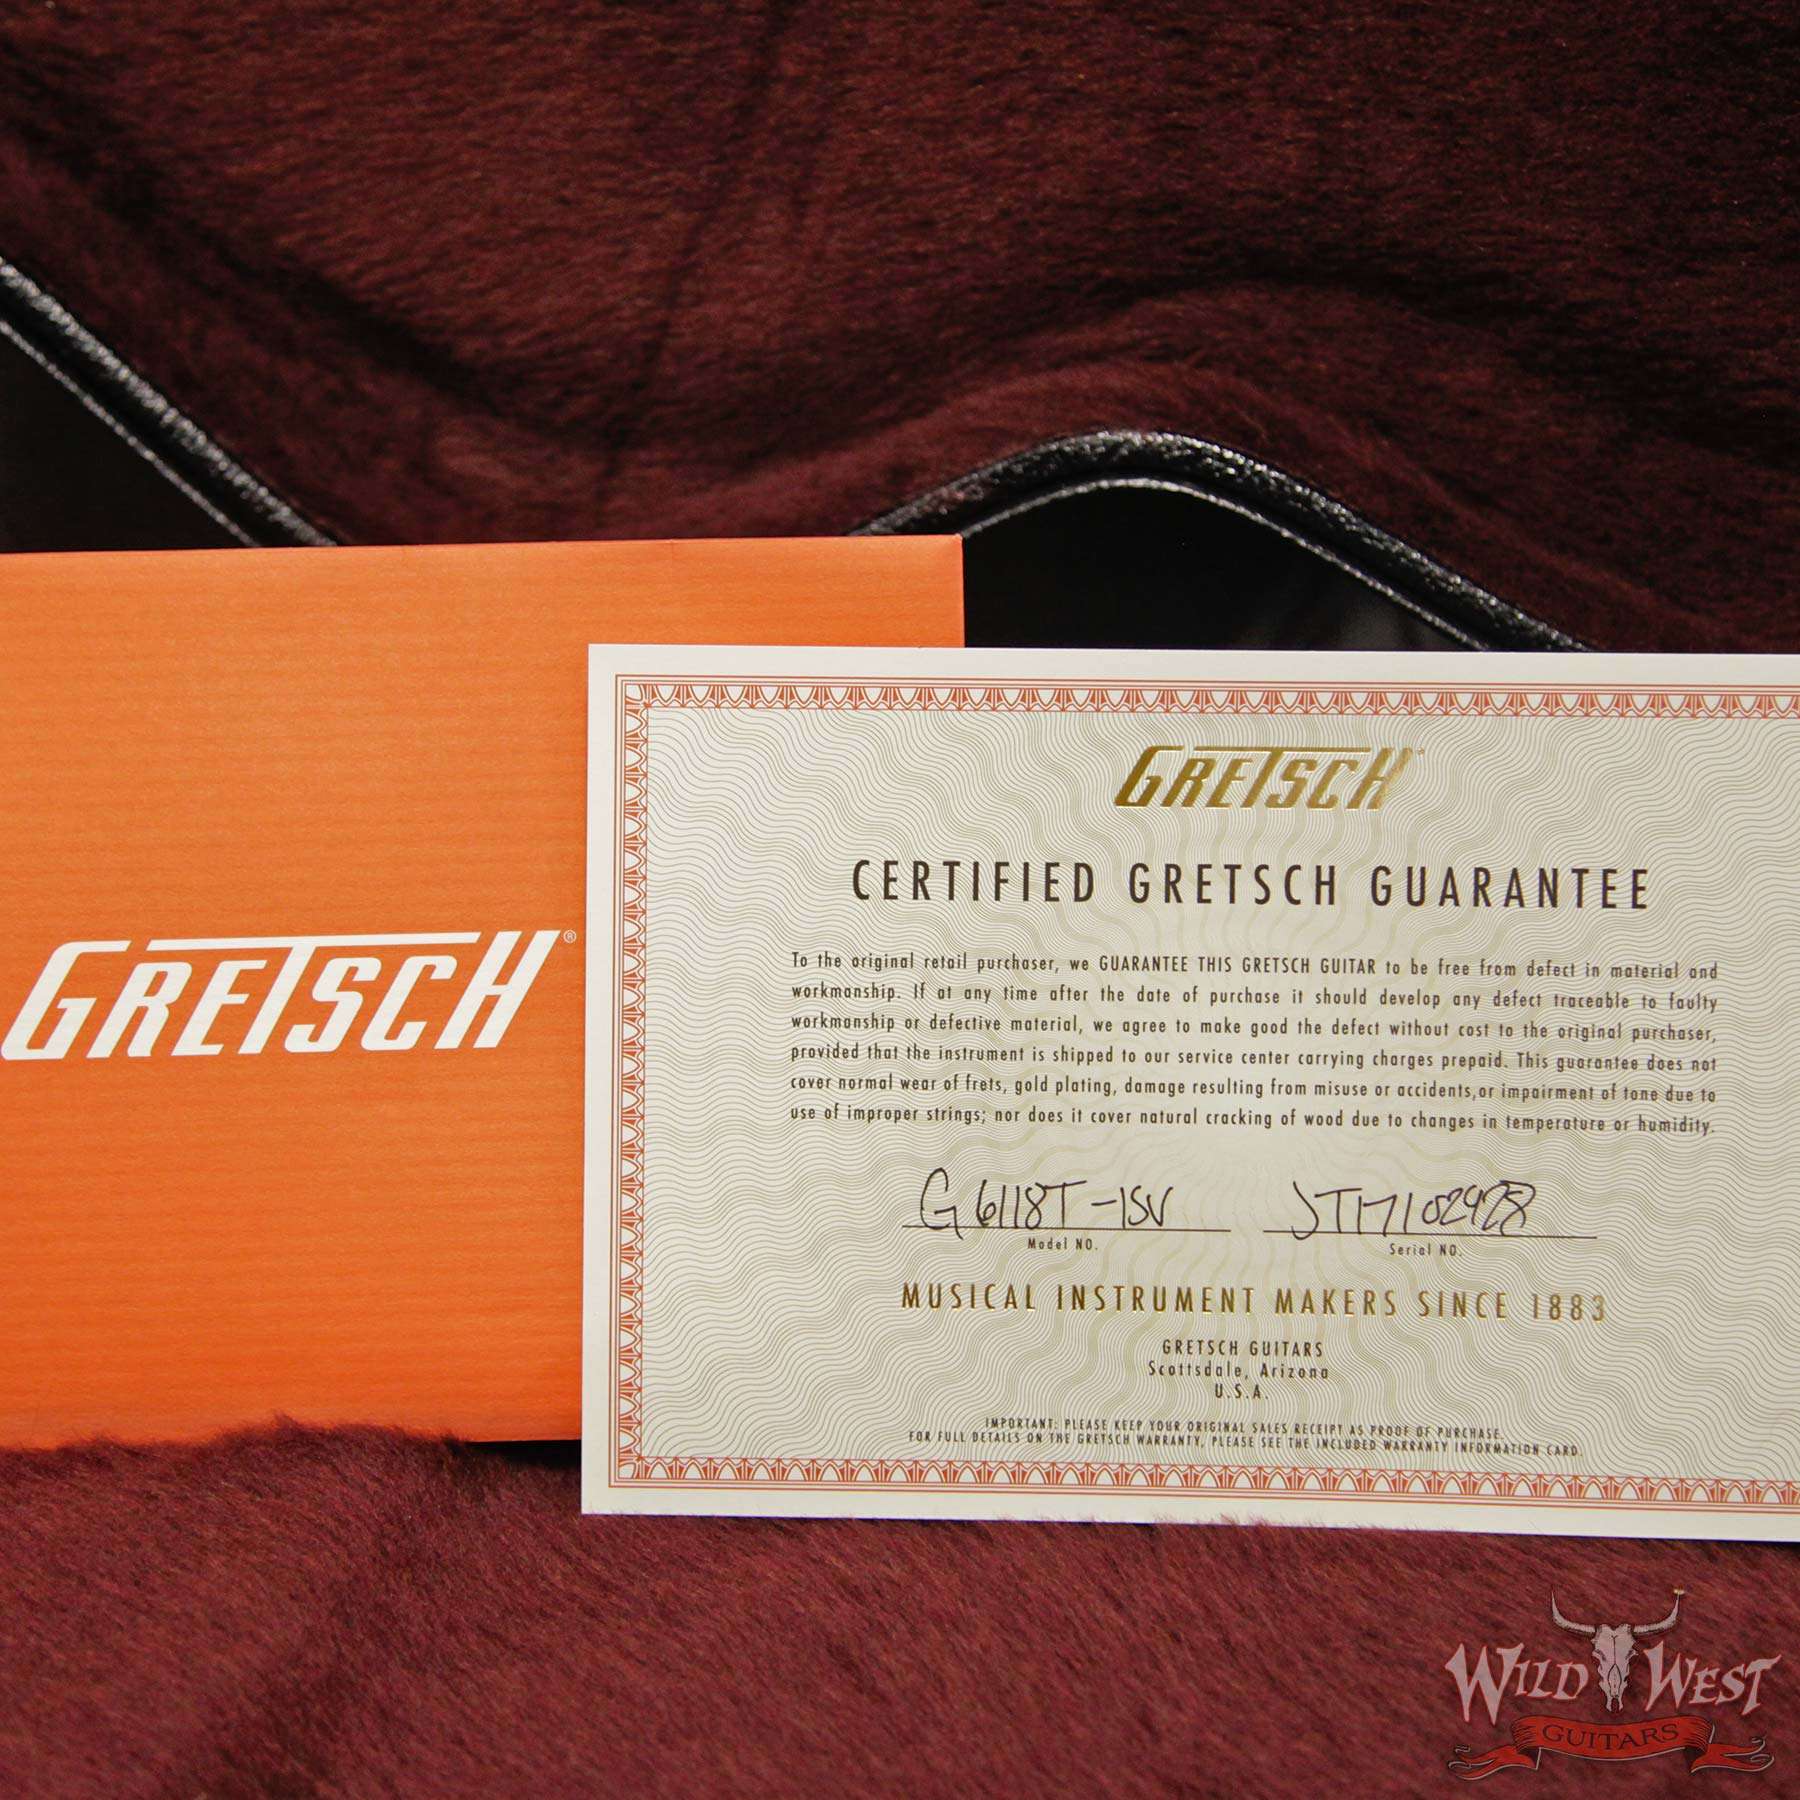 GRETSCH®
GRETSCH
CERTIFIED GRETSCH GUARANTEE
To the original retail purchaser, we GUARANTEE THIS GRETSCH GUITAR to be free from defect in material and
workmanship. If at any time after the date of purchase it should develop any defect traceable to faulty
workmanship or defective material, we agree to make good the defect without cost to the original purchaser,
provided that the instrument is shipped to our service center carrying charges prepaid. This guarantee does not
cover normal wear of frets, gold plating, damage resulting from misuse or accidents,or impairment of tone due to
use of improper strings; nor does it cover natural cracking of wood due to changes in temperature or humidity.
G6118T-1SV JT17102928
Model NO. Serial NO.
MUSICAL INSTRUMENT MAKERS SINCE 1883
GRETSCH GUITARS
Scottsdale, Arizona
U.S.A.
IMPORTANT: PLEASE KEEP YOUR ORIGINAL SALES RECEIPT AS PROOF OF PURCHASE.
FOR FULL DETAILS ON THE GRETSCH WARRANTY, PLEASE SEE THE INCLUDED WARRANTY INFORMATION CARD.
WILD WEST
GUITARS